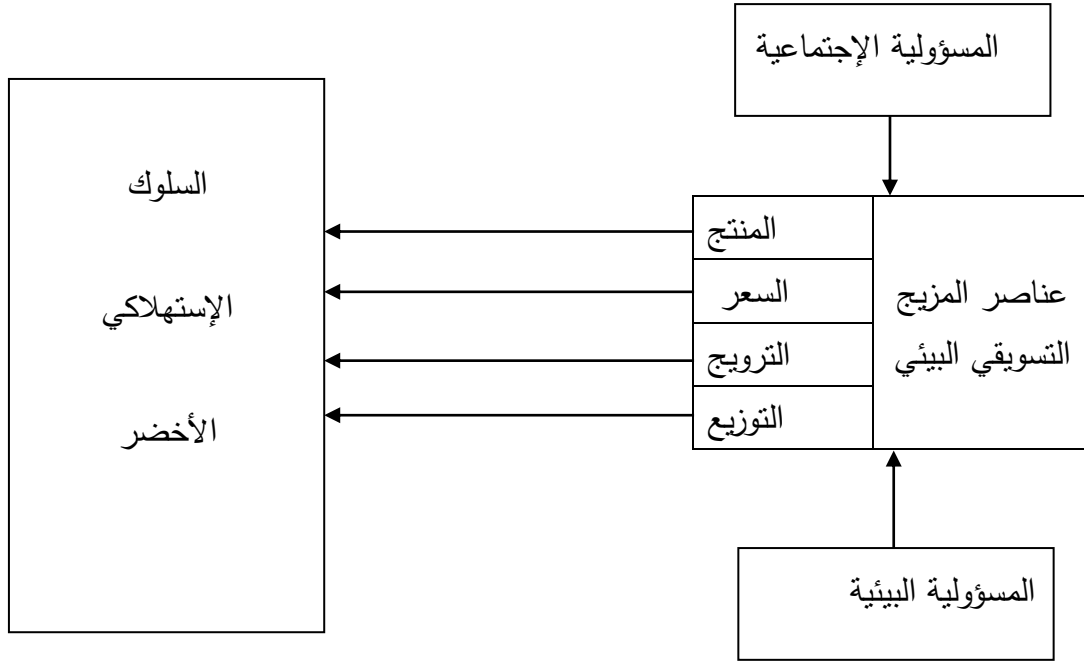 المسؤولية الإجتماعية
عناصر المزيج
التسويقي البيئي
المنتج
السعر
الترويج
التوزيع
المسؤولية البيئية
السلوك
الإستهلاكي
الأخضر